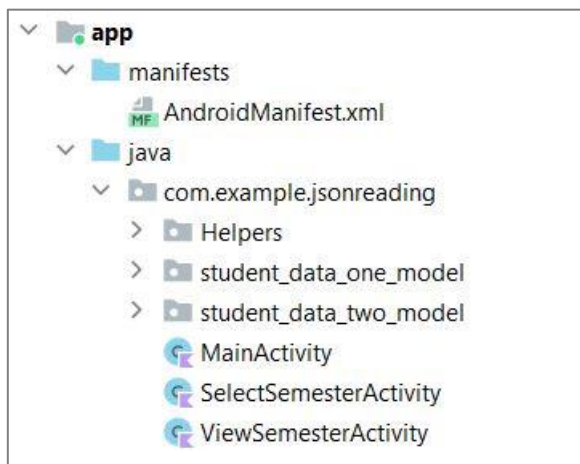 app
manifests
MF AndroidManifest.xml
java
com.example.jsonreading
Helpers
student_data_one_model
student_data_two_model
C MainActivity
C SelectSemesterActivity
C ViewSemesterActivity